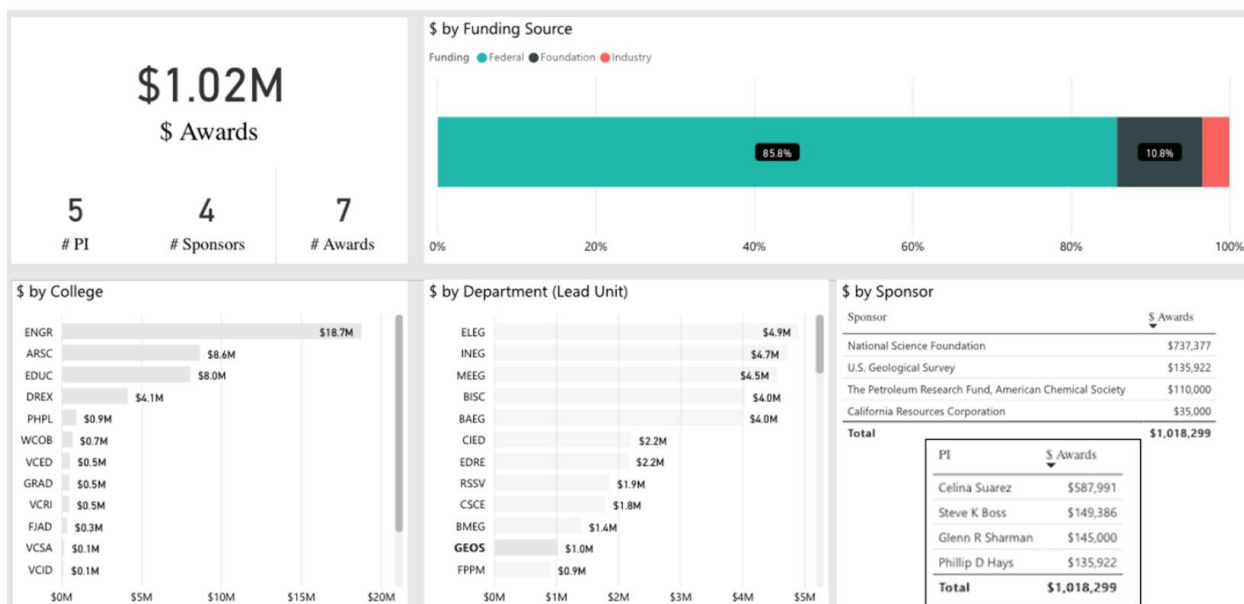 $1.02M
$ Awards
5
# PI
4
# Sponsors
7
# Awards
$ by Funding Source
Funding Federal Foundation Industry
85.8% 10.8%
0% 20% 40% 60% 80% 100%
$ by College
ENGR $18.7M
ARSC $8.6M
EDUC $8.0M
DREX $4.1M
PHPL $0.9M
WCOB $0.7M
VCED $0.5M
GRAD $0.5M
VCRI $0.5M
FJAD $0.3M
VCSA $0.1M
VCID $0.1M
$0M $5M $10M $15M $20M
$ by Department (Lead Unit)
ELEG $4.9M
INEG $4.7M
MEEG $4.5M
BISC $4.0M
BAEG $4.0M
CIED $2.2M
EDRE $2.2M
RSSV $1.9M
CSCE $1.8M
BMEG $1.4M
GEOS $1.0M
FPPM $0.9M
$0M $1M $2M $3M $4M $5M
$ by Sponsor
Sponsor $ Awards
National Science Foundation $737,377
U.S. Geological Survey $135,922
The Petroleum Research Fund, American Chemical Society $110,000
California Resources Corporation $35,000
Total $1,018,299
PI $ Awards
Celina Suarez $587,991
Steve K Boss $149,386
Glenn R Sharman $145,000
Phillip D Hays $135,922
Total $1,018,299